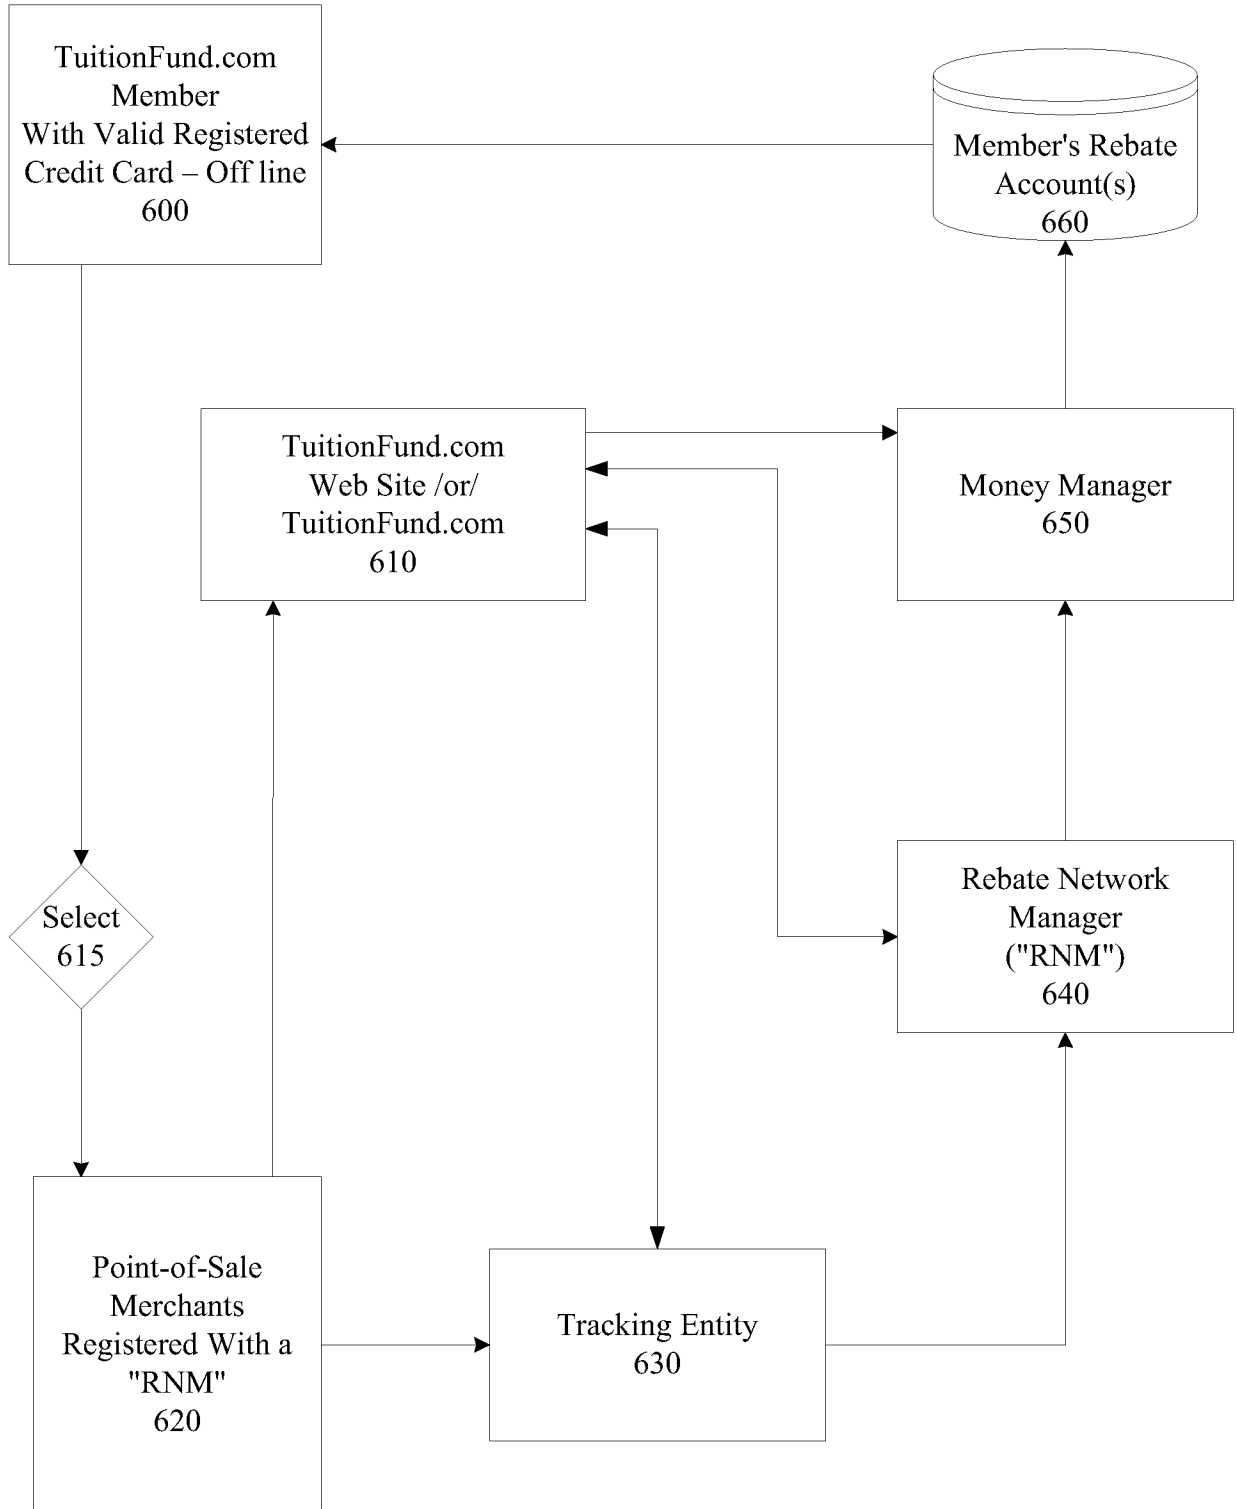 TuitionFund.com
Member
With Valid Registered
Credit Card – Off line
600
Member's Rebate
Account(s)
660
TuitionFund.com
Web Site /or/
TuitionFund.com
610
Money Manager
650
Select
615
Rebate Network
Manager
("RNM")
640
Point-of-Sale
Merchants
Registered With a
"RNM"
620
Tracking Entity
630